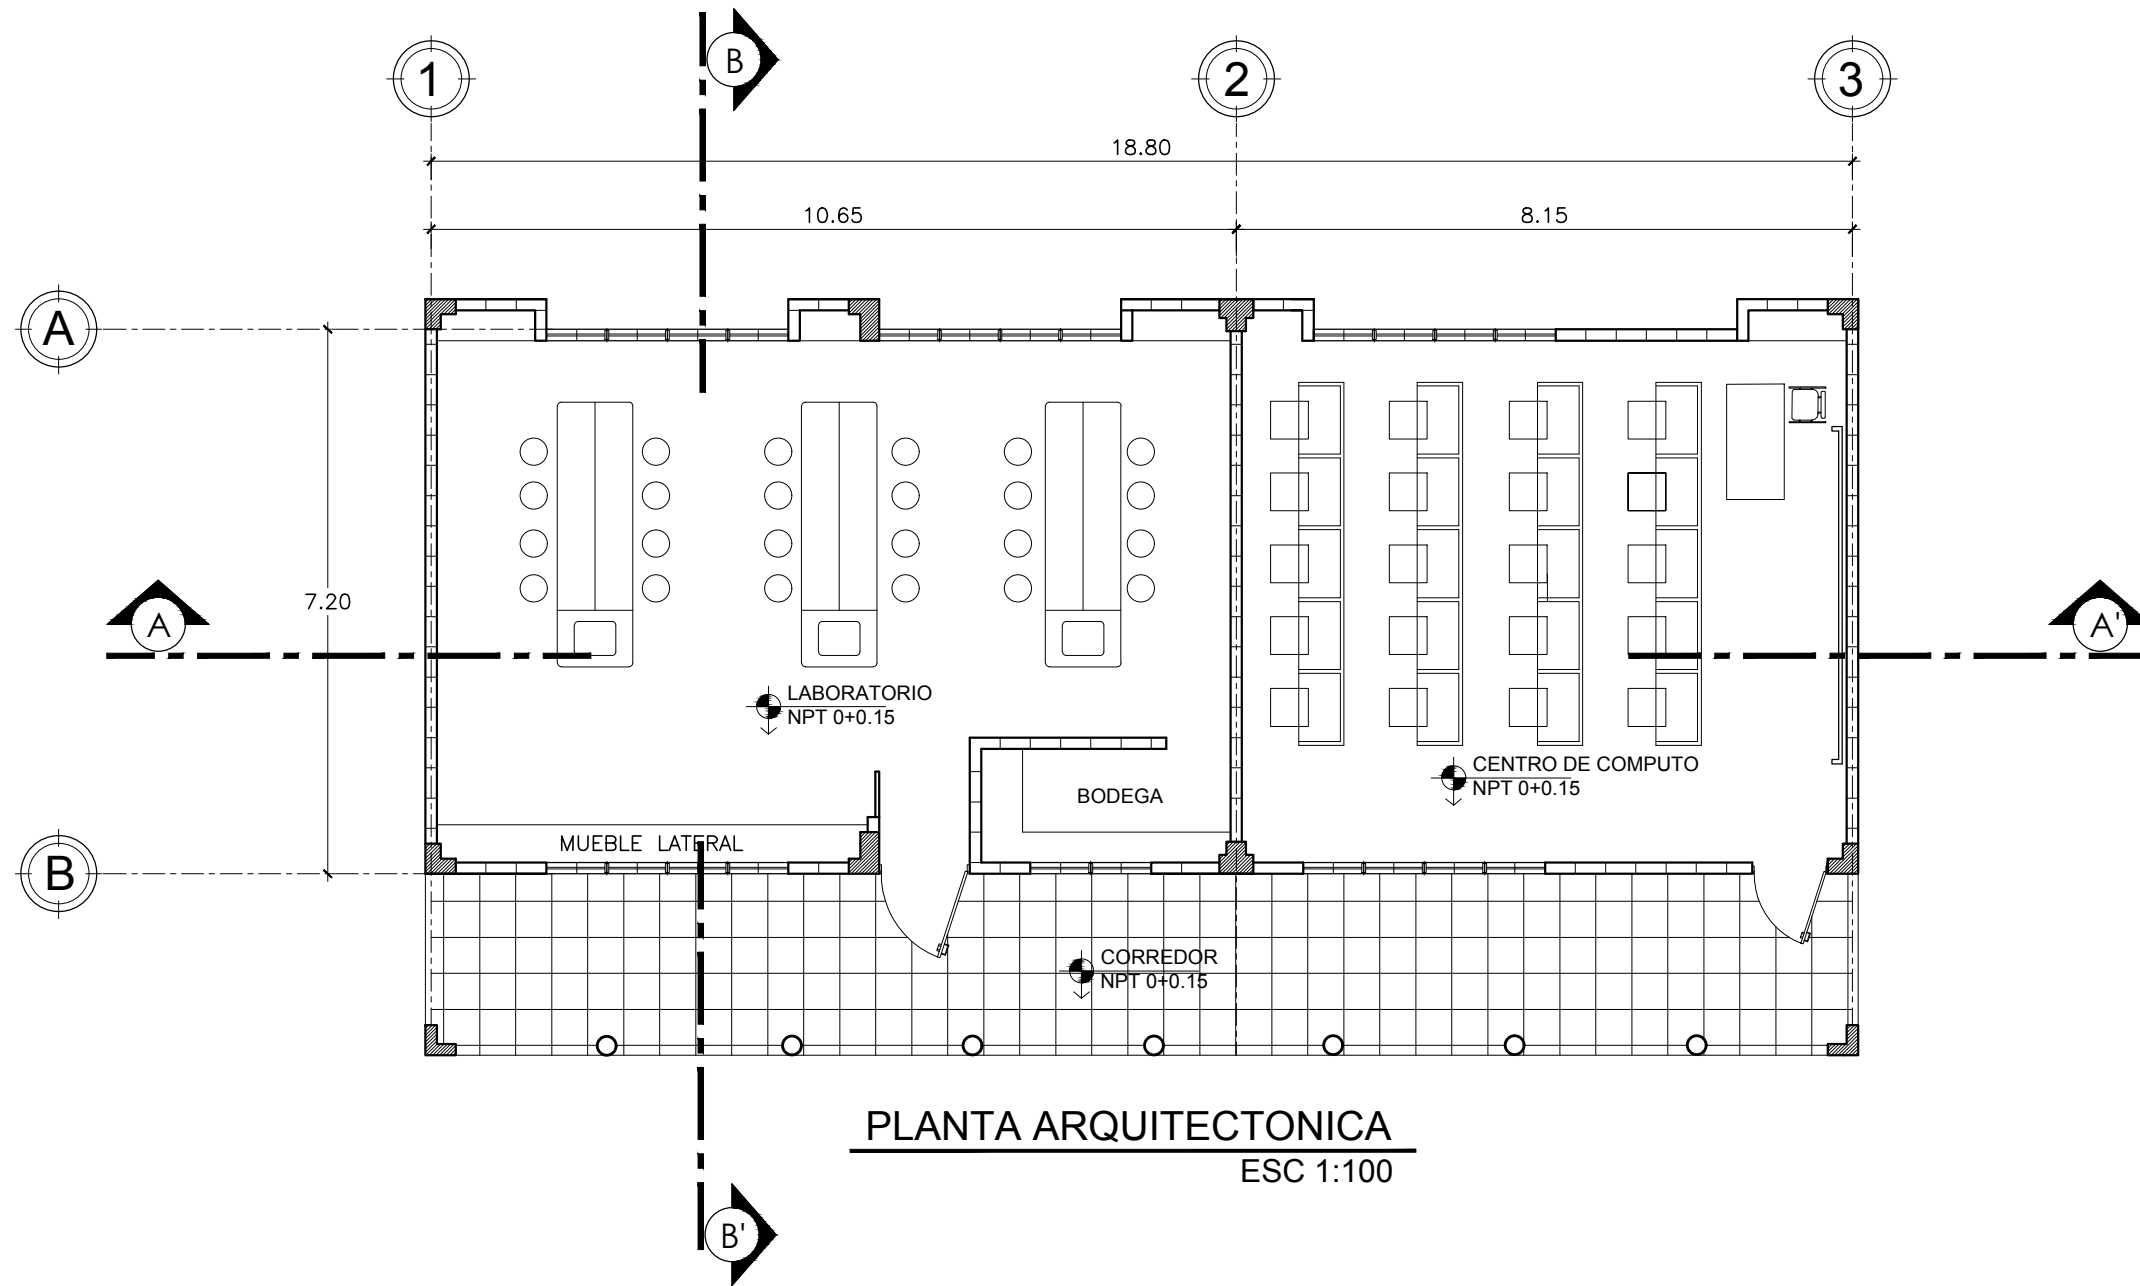 B
1
2
3
18.80
10.65
8.15
A
7.20
A
A'
LABORATORIO
NPT 0+0.15
CENTRO DE COMPUTO
NPT 0+0.15
BODEGA
MUEBLE LATERAL
B
CORREDOR
NPT 0+0.15
PLANTA ARQUITECTONICA
ESC 1:100
B'